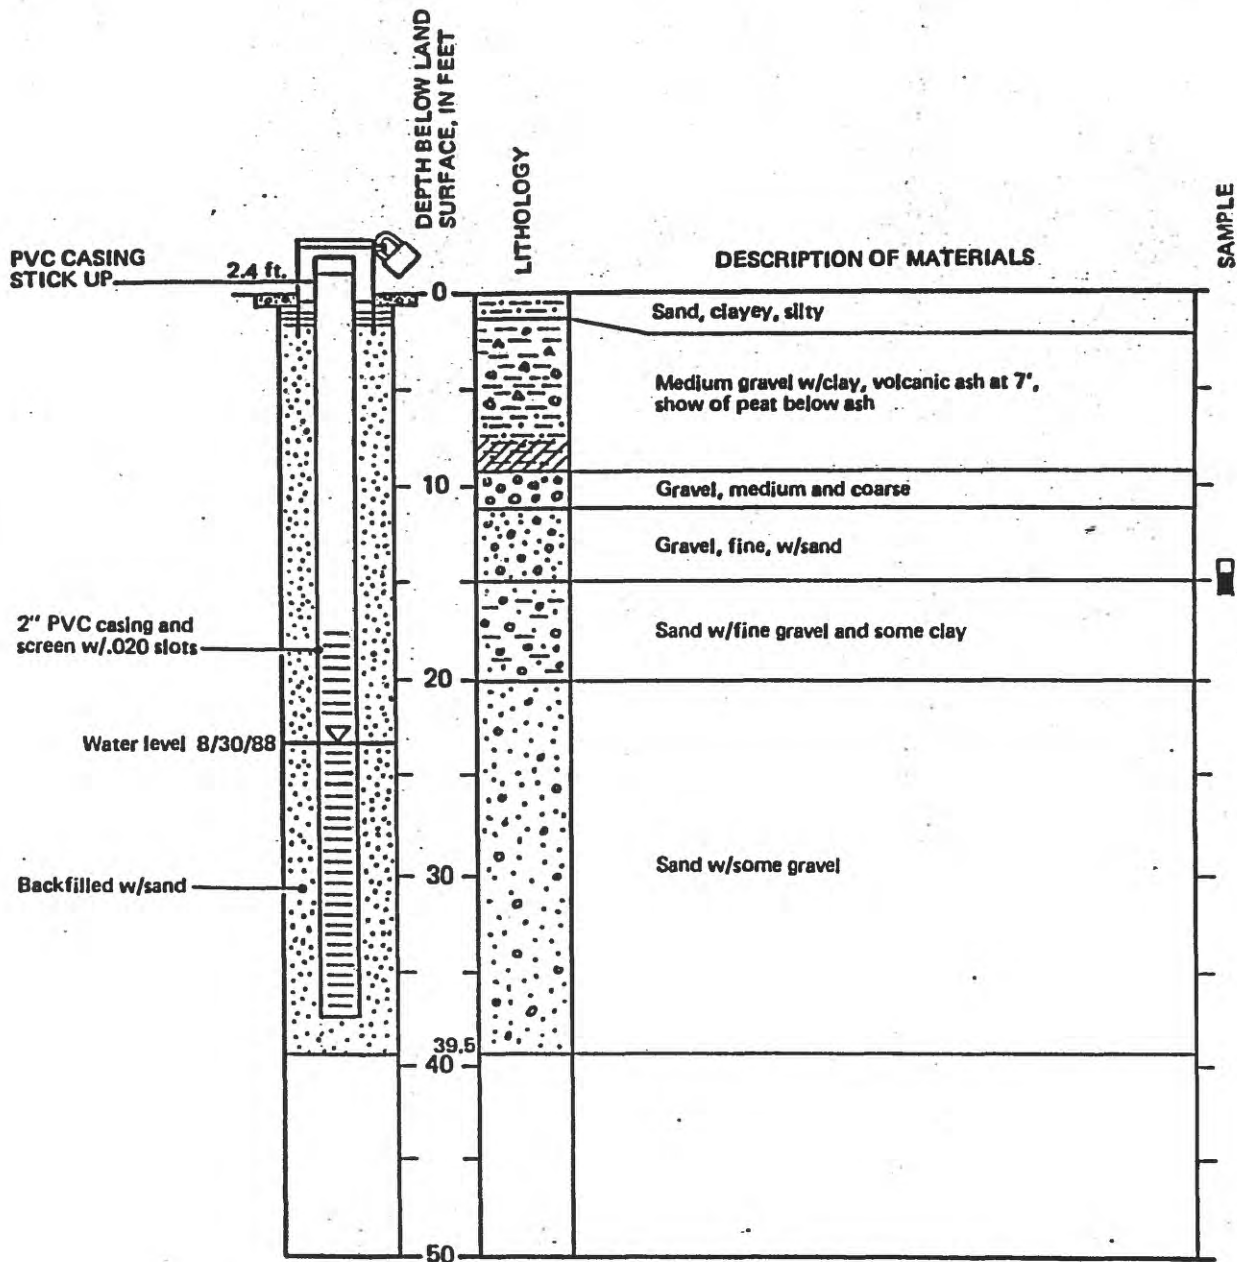 DEPTH BELOW LAND
SURFACE, IN FEET
LITHOLOGY
DESCRIPTION OF MATERIALS
SAMPLE
PVC CASING
STICK UP
2.4 ft.
0
Sand, clayey, silty
Medium gravel w/clay, volcanic ash at 7',
show of peat below ash
10
Gravel, medium and coarse
Gravel, fine, w/sand
2" PVC casing and
screen w/.020 slots
Sand w/fine gravel and some clay
20
Water level 8/30/88
Backfilled w/sand
30
Sand w/some gravel
39.5
40
50